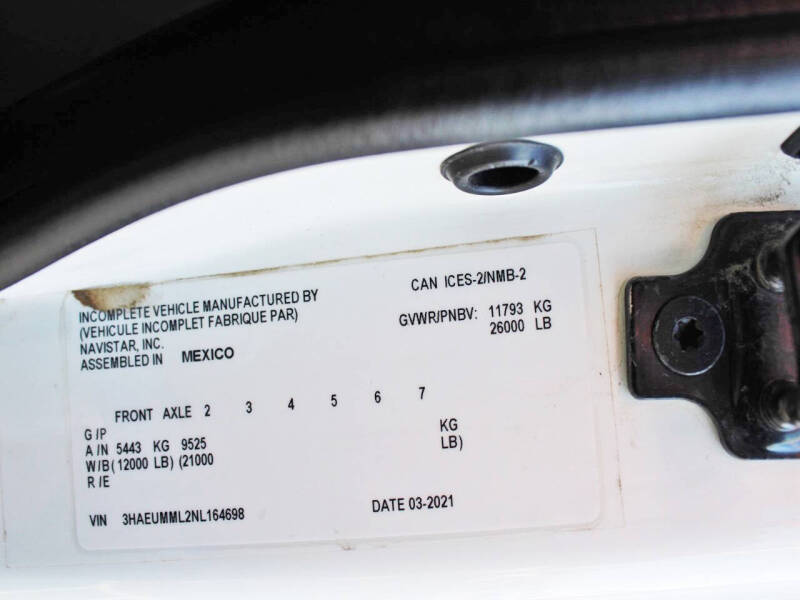 INCOMPLETE VEHICLE MANUFACTURED BY
(VEHICULE INCOMPLET FABRIQUE PAR)
NAVISTAR, INC.
ASSEMBLED IN MEXICO
CAN ICES-2/NMB-2
GVWR/PNBV: 11793 KG
26000 LB
FRONT AXLE 2 3 4 5 6 7
G/P
A/N 5443 KG 9525 KG
W/B (12000 LB) (21000 LB)
R/E
VIN 3HAEUMML2NL164698
DATE 03-2021